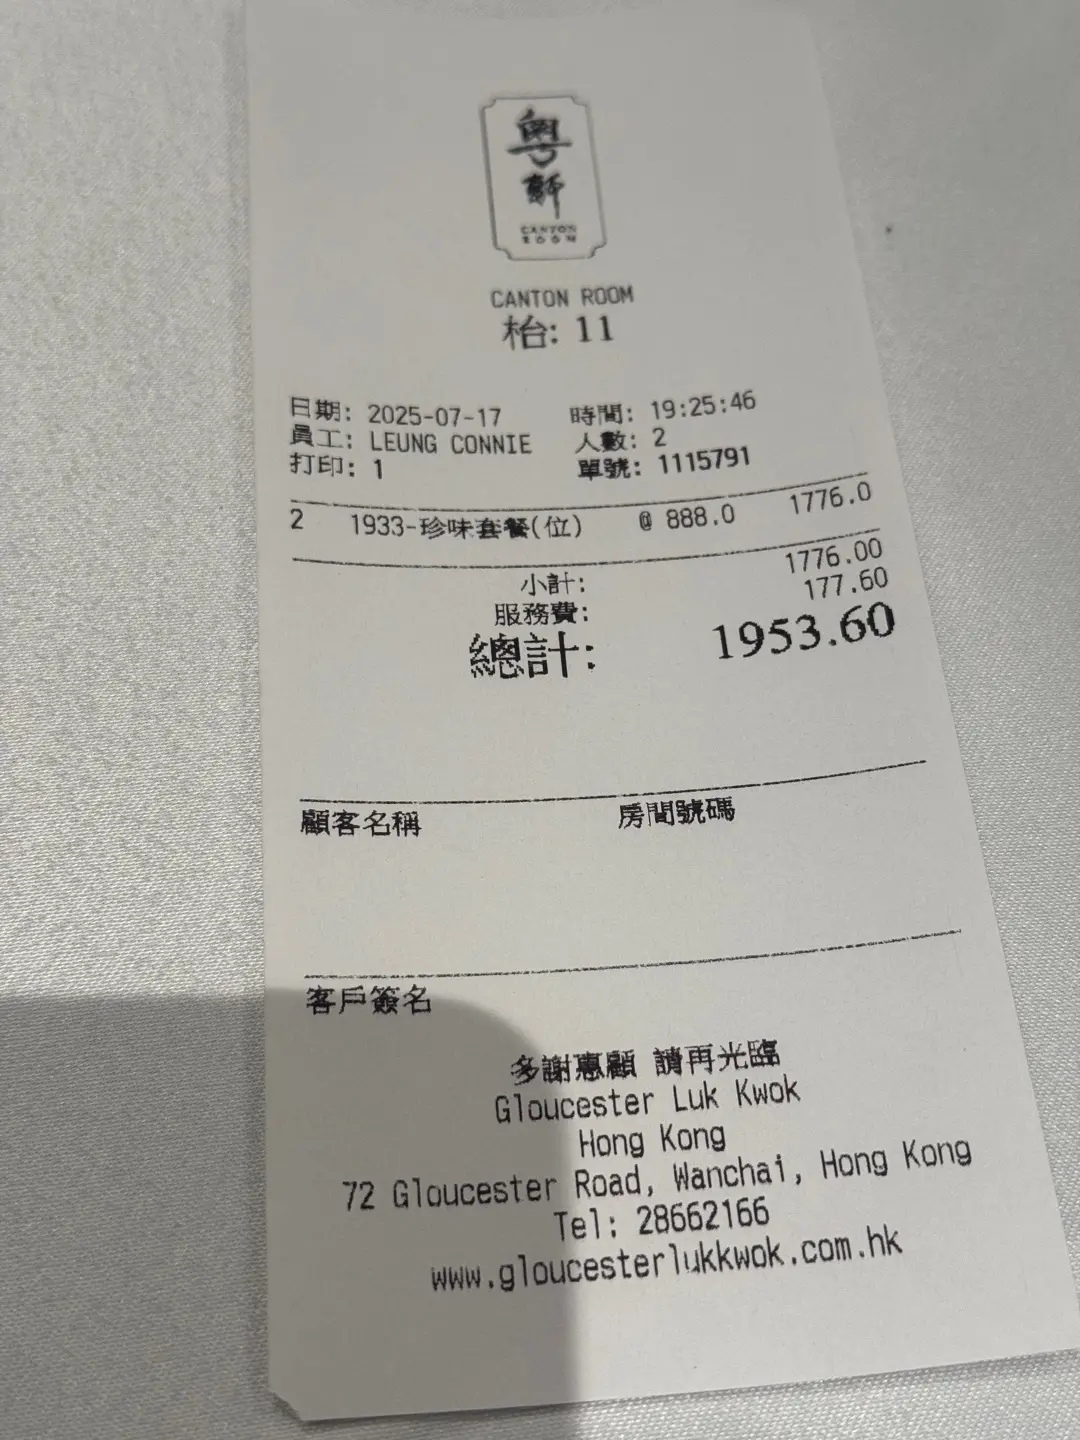 粵
軒
CANTON
ROOM
CANTON ROOM
枱: 11
日期: 2025-07-17 時間: 19:25:46
員工: LEUNG CONNIE 人數: 2
打印: 1 單號: 1115791
2 1933-珍味套餐(位) @ 888.0 1776.0
小計: 1776.00
服務費: 177.60
總計: 1953.60
顧客名稱 房間號碼
客戶簽名
多謝惠顧 請再光臨
Gloucester Luk Kwok
Hong Kong
72 Gloucester Road, Wanchai, Hong Kong
Tel: 28662166
www.gloucesterlukkwok.com.hk